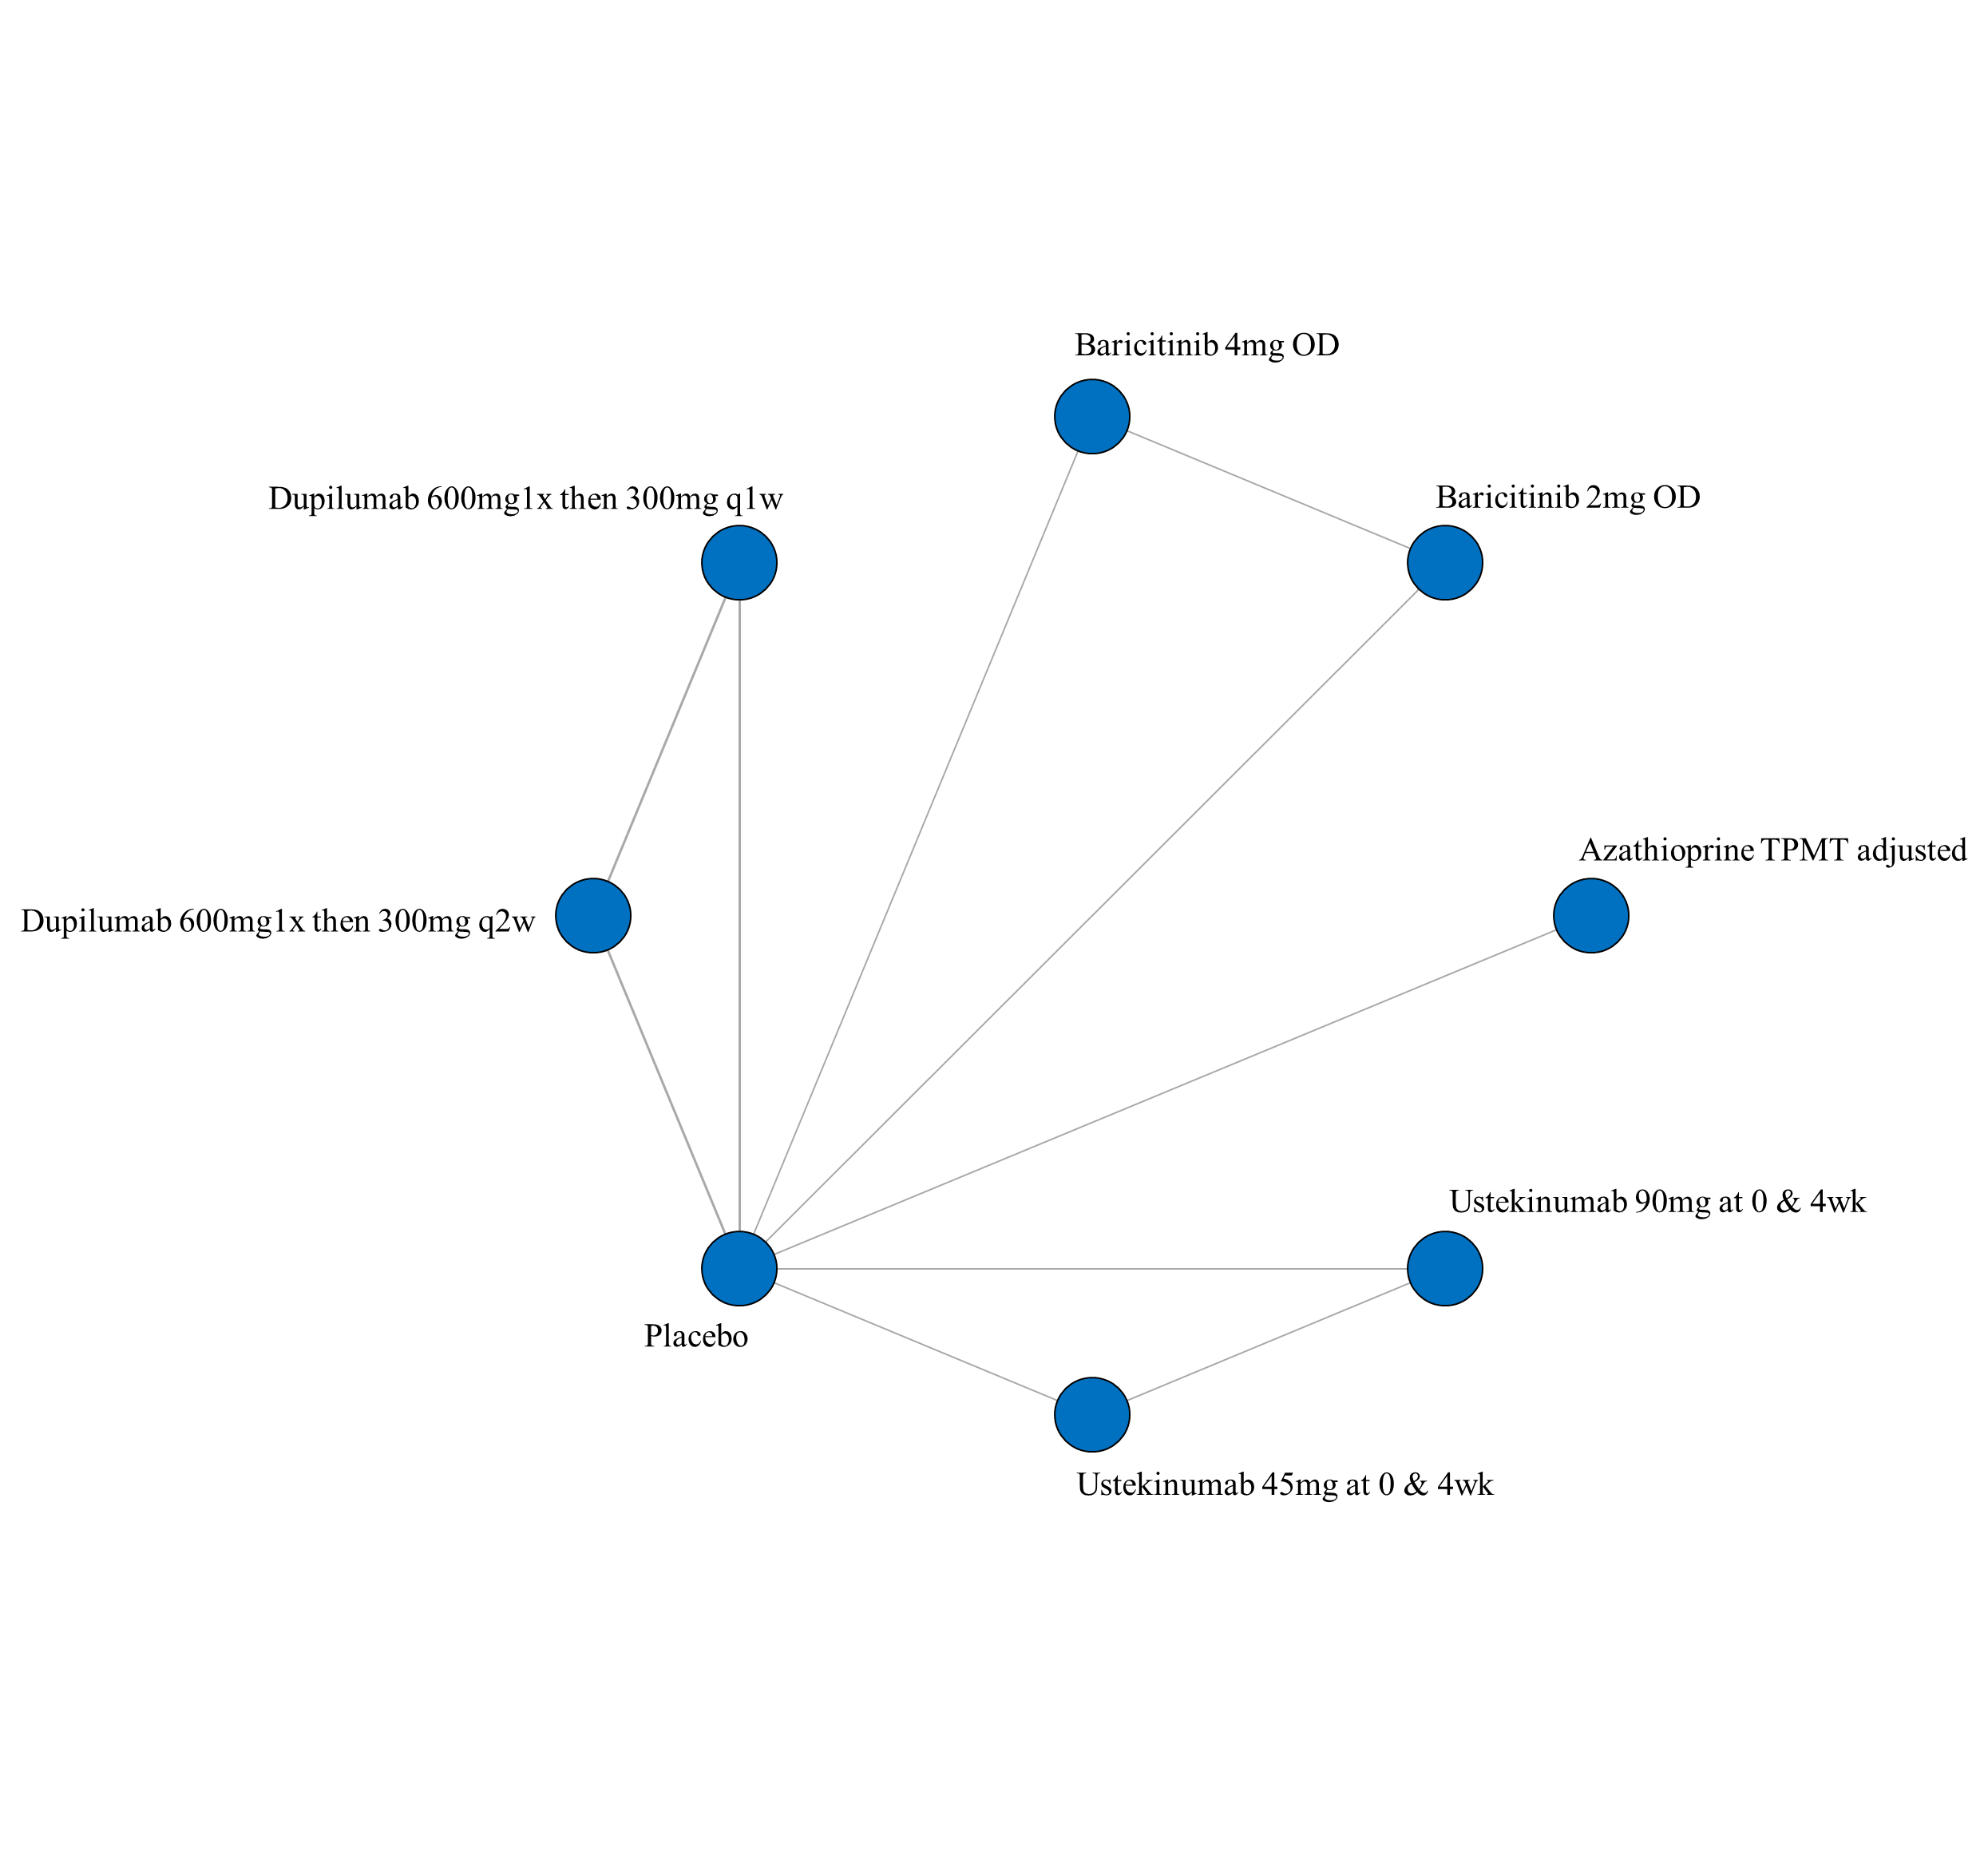 Baricitinib 4mg OD
Dupilumab 600mg1x then 300mg q1w
Baricitinib 2mg OD
Azathioprine TPMT adjusted
Dupilumab 600mg1x then 300mg q2w
Ustekinumab 90mg at 0 & 4wk
Placebo
Ustekinumab 45mg at 0 & 4wk